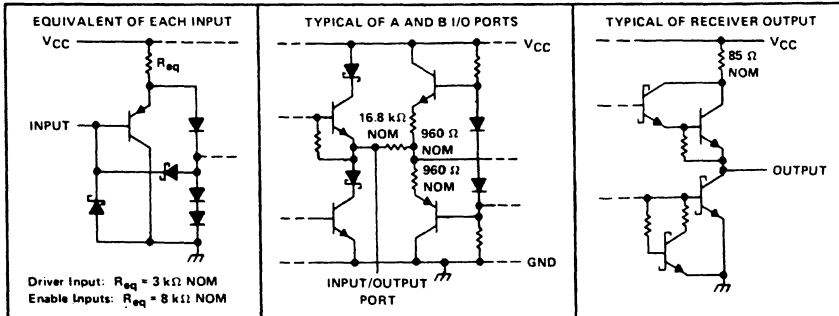 EQUIVALENT OF EACH INPUT
VCC
Req
INPUT
Driver Input: Req = 3 kΩ NOM
Enable Inputs: Req = 8 kΩ NOM
TYPICAL OF A AND B I/O PORTS
VCC
16.8 kΩ
NOM
960 Ω
NOM
960 Ω
NOM
GND
INPUT/OUTPUT
PORT
TYPICAL OF RECEIVER OUTPUT
VCC
85 Ω
NOM
OUTPUT